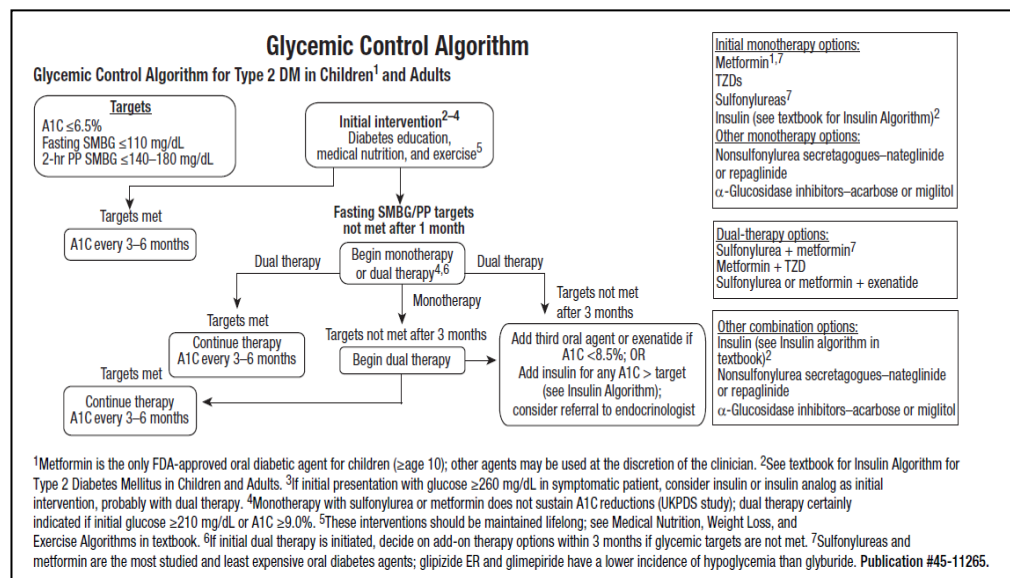 Glycemic Control Algorithm
Glycemic Control Algorithm for Type 2 DM in Children¹ and Adults
Targets
A1C ≤6.5%
Fasting SMBG ≤110 mg/dL
2-hr PP SMBG ≤140–180 mg/dL
Initial intervention²⁻⁴
Diabetes education,
medical nutrition, and exercise⁵
Targets met
A1C every 3–6 months
Fasting SMBG/PP targets
not met after 1 month
Dual therapy
Begin monotherapy
or dual therapy⁴,⁶
Dual therapy
Monotherapy
Targets met
Continue therapy
A1C every 3–6 months
Targets not met after 3 months
Begin dual therapy
Targets not met
after 3 months
Add third oral agent or exenatide if
A1C <8.5%; OR
Add insulin for any A1C > target
(see Insulin Algorithm);
consider referral to endocrinologist
Targets met
Continue therapy
A1C every 3–6 months
Initial monotherapy options:
Metformin¹,⁷
TZDs
Sulfonylureas⁷
Insulin (see textbook for Insulin Algorithm)²
Other monotherapy options:
Nonsulfonylurea secretagogues–nateglinide
or repaglinide
α-Glucosidase inhibitors–acarbose or miglitol
Dual-therapy options:
Sulfonylurea + metformin⁷
Metformin + TZD
Sulfonylurea or metformin + exenatide
Other combination options:
Insulin (see Insulin algorithm in
textbook)²
Nonsulfonylurea secretagogues–nateglinide
or repaglinide
α-Glucosidase inhibitors–acarbose or miglitol
¹Metformin is the only FDA-approved oral diabetic agent for children (≥age 10); other agents may be used at the discretion of the clinician. ²See textbook for Insulin Algorithm for
Type 2 Diabetes Mellitus in Children and Adults. ³If initial presentation with glucose ≥260 mg/dL in symptomatic patient, consider insulin or insulin analog as initial
intervention, probably with dual therapy. ⁴Monotherapy with sulfonylurea or metformin does not sustain A1C reductions (UKPDS study); dual therapy certainly
indicated if initial glucose ≥210 mg/dL or A1C ≥9.0%. ⁵These interventions should be maintained lifelong; see Medical Nutrition, Weight Loss, and
Exercise Algorithms in textbook. ⁶If initial dual therapy is initiated, decide on add-on therapy options within 3 months if glycemic targets are not met. ⁷Sulfonylureas and
metformin are the most studied and least expensive oral diabetes agents; glipizide ER and glimepiride have a lower incidence of hypoglycemia than glyburide. Publication #45-11265.